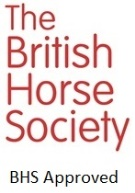 The
British
Horse
Society
BHS Approved